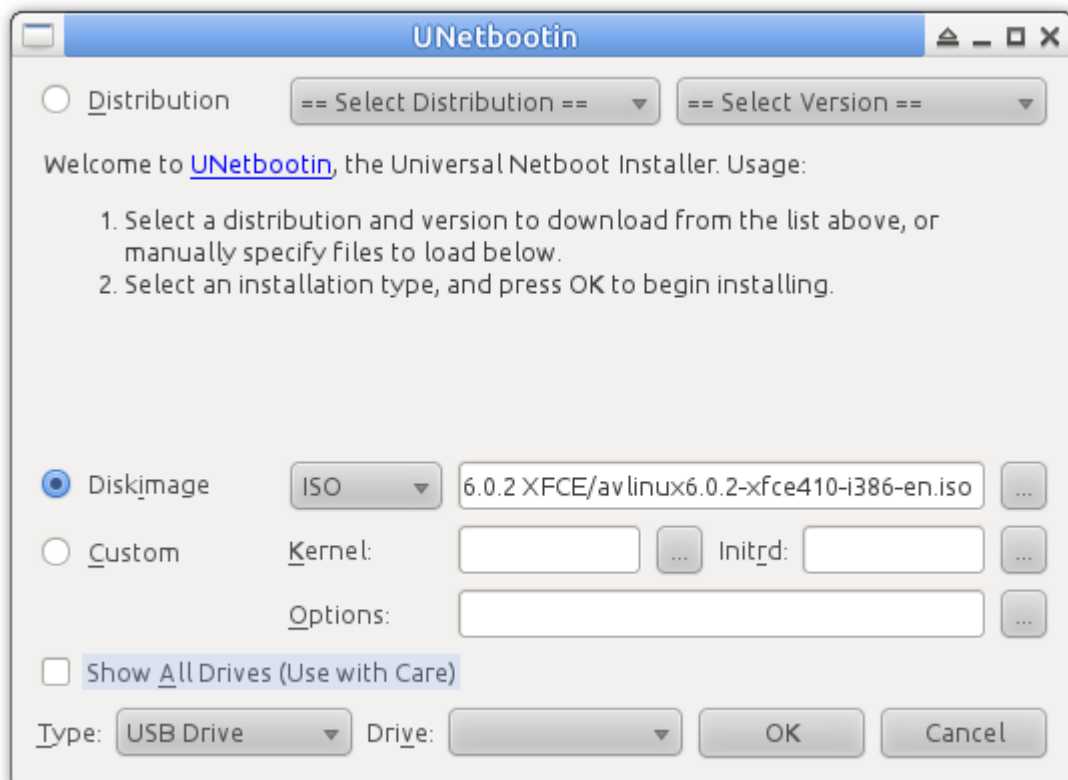 UNetbootin
Distribution == Select Distribution == == Select Version ==
Welcome to UNetbootin, the Universal Netboot Installer. Usage:
1. Select a distribution and version to download from the list above, or
manually specify files to load below.
2. Select an installation type, and press OK to begin installing.
Diskimage ISO 6.0.2 XFCE/avlinux6.0.2-xfce410-i386-en.iso ...
Custom Kernel: ... Initrd: ...
Options: ...
Show All Drives (Use with Care)
Type: USB Drive Drive: OK Cancel